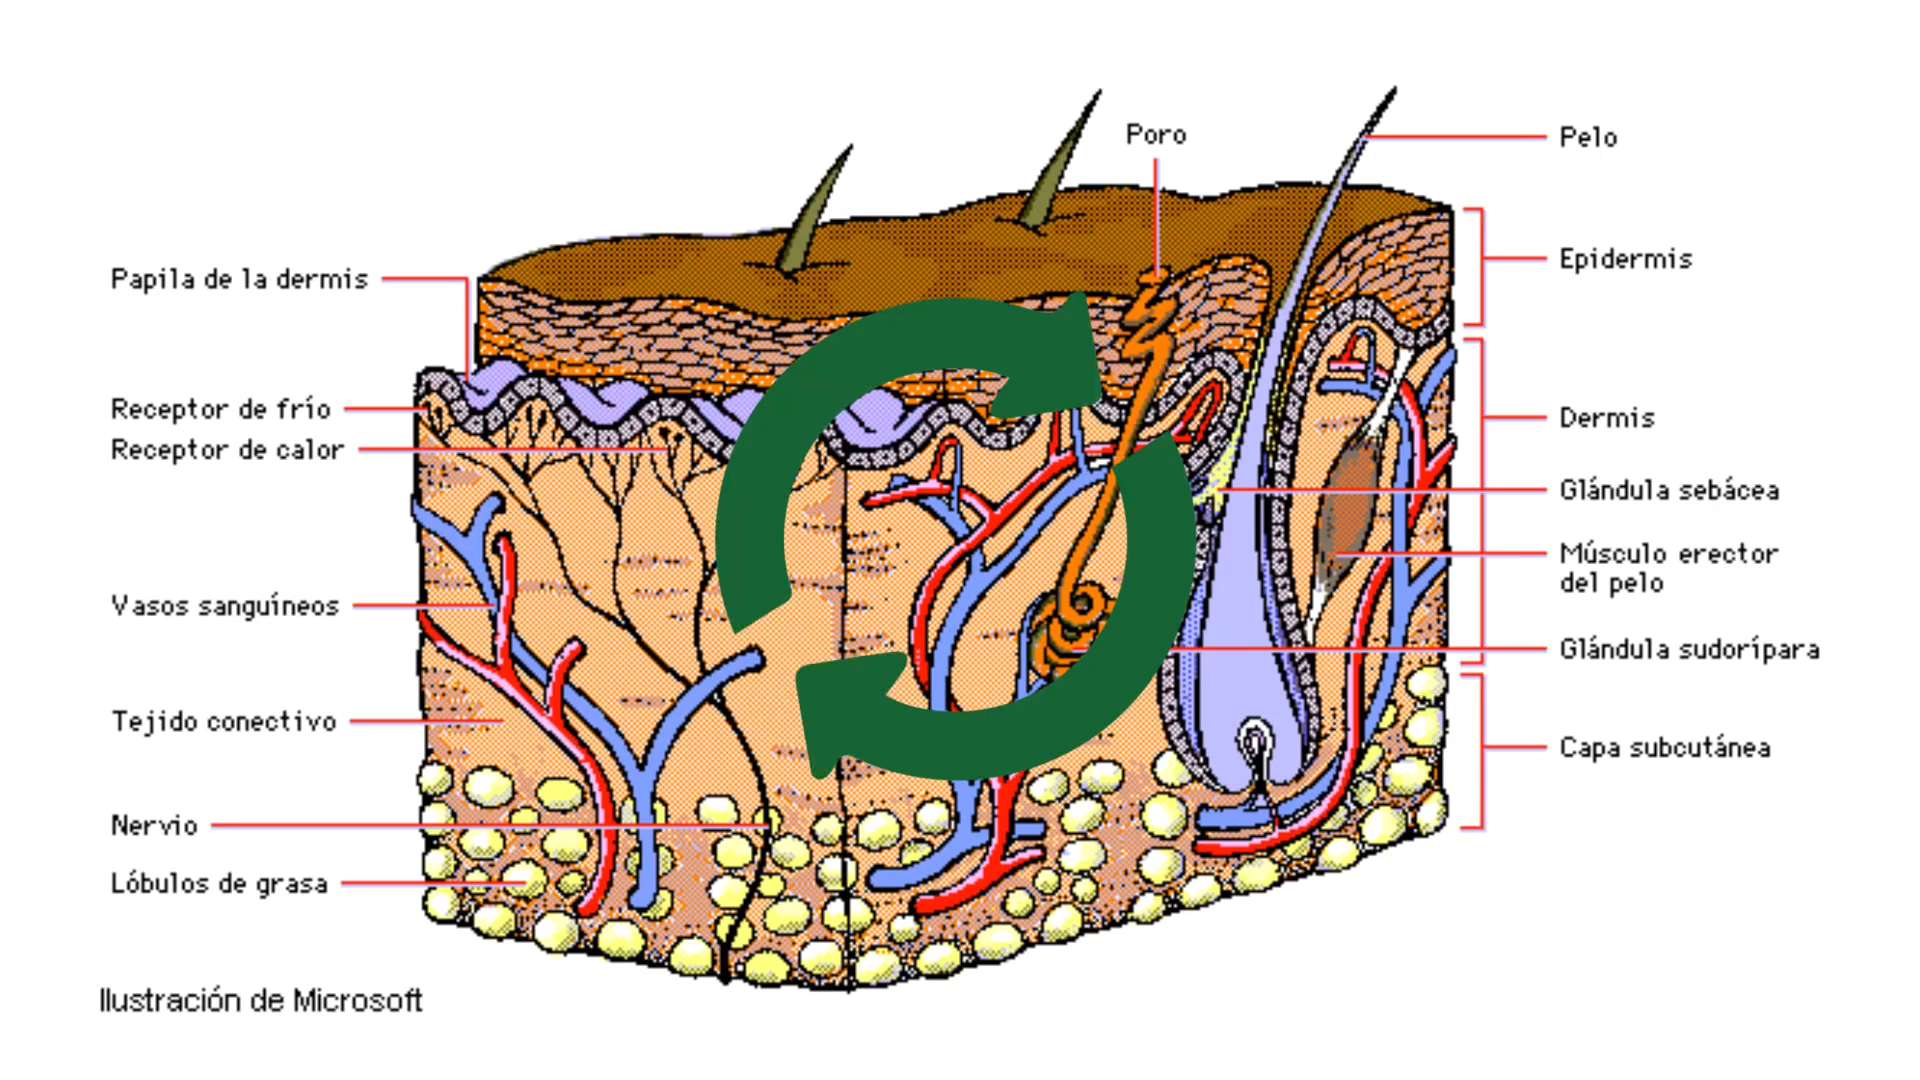 Poro
Pelo
Epidermis
Papila de la dermis
Receptor de frío
Receptor de calor
Dermis
Glándula sebácea
Músculo erector
del pelo
Vasos sanguíneos
Glándula sudorípara
Tejido conectivo
Capa subcutánea
Nervio
Lóbulos de grasa
Ilustración de Microsoft